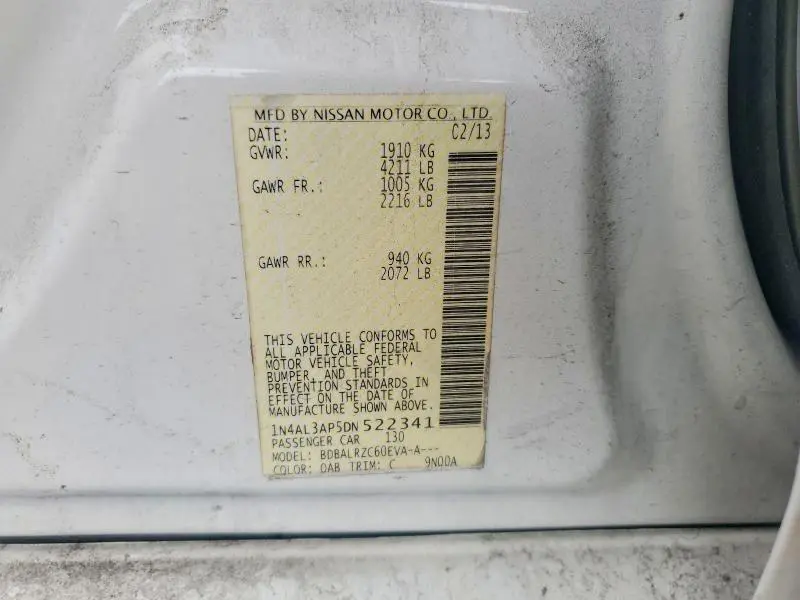 MFD BY NISSAN MOTOR CO., LTD.
DATE: 02/13
GVWR: 1910 KG
4211 LB
GAWR FR.: 1005 KG
2216 LB
GAWR RR.: 940 KG
2072 LB
THIS VEHICLE CONFORMS TO
ALL APPLICABLE FEDERAL
MOTOR VEHICLE SAFETY,
BUMPER, AND THEFT
PREVENTION STANDARDS IN
EFFECT ON THE DATE OF
MANUFACTURE SHOWN ABOVE.
1N4AL3AP5DN522341
PASSENGER CAR 130
MODEL: BDBALRZC60EVA-A---
COLOR: QAB TRIM: C 9N00A